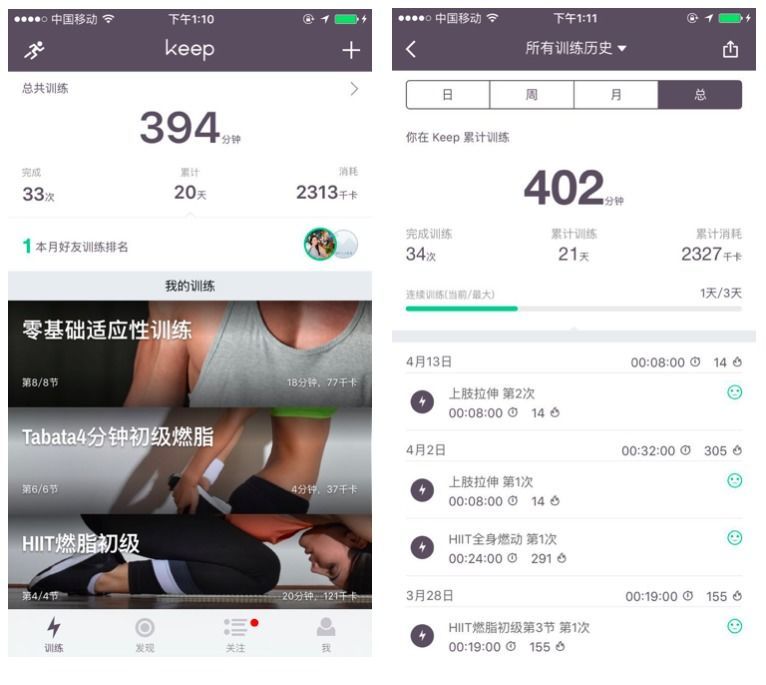 中国移动
下午1:10
keep
总共训练
394分钟
完成
累计
消耗
33次
20天
2313千卡
1 本月好友训练排名
我的训练
零基础适应性训练
第8/8节
18分钟，77千卡
Tabata4分钟初级燃脂
第6/6节
4分钟，37千卡
HIIT燃脂初级
第4/4节
20分钟，121千卡
训练
发现
关注
我
中国移动
下午1:11
所有训练历史
日
周
月
总
你在 Keep 累计训练
402分钟
完成训练
累计训练
累计消耗
34次
21天
2327千卡
连续训练(当前/最大)
1天/3天
4月13日
00:08:00
14
上肢拉伸 第2次
00:08:00
14
4月2日
00:32:00
305
上肢拉伸 第1次
00:08:00
14
HIIT全身燃动 第1次
00:24:00
291
3月28日
00:19:00
155
HIIT燃脂初级第3节 第1次
00:19:00
155